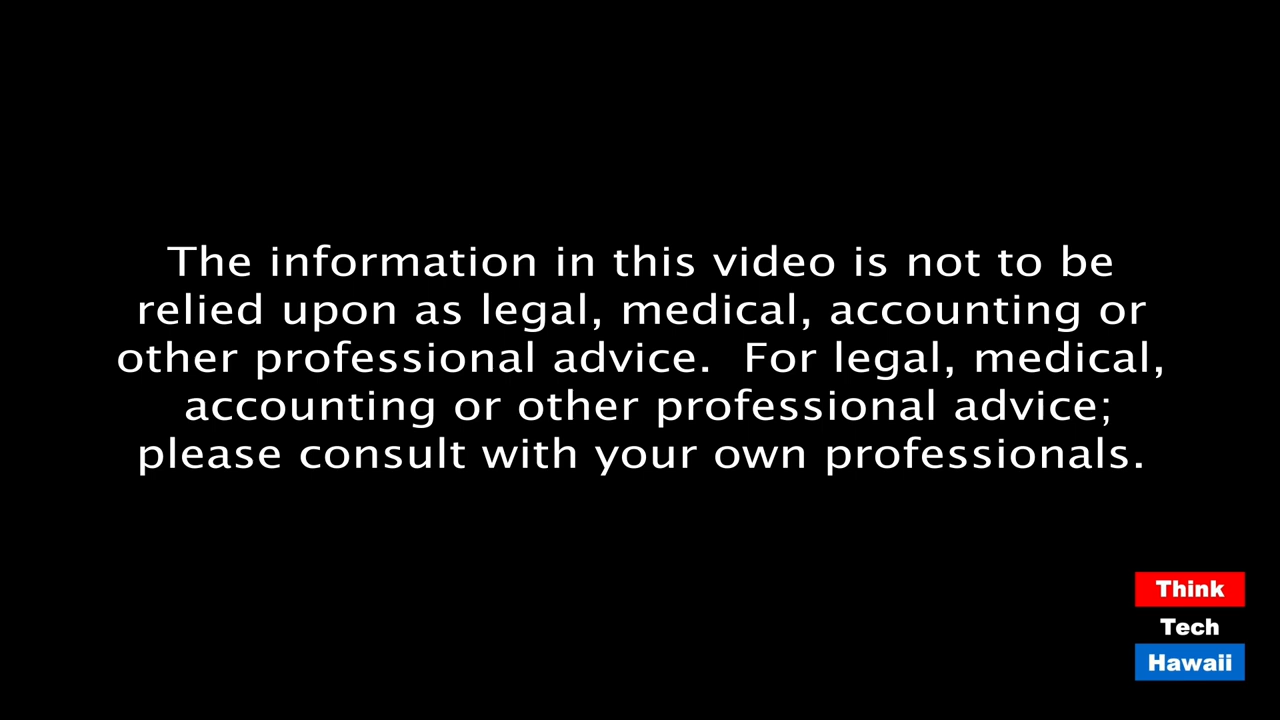 The information in this video is not to be
relied upon as legal, medical, accounting or
other professional advice.  For legal, medical,
accounting or other professional advice;
please consult with your own professionals.
Think
Tech
Hawaii